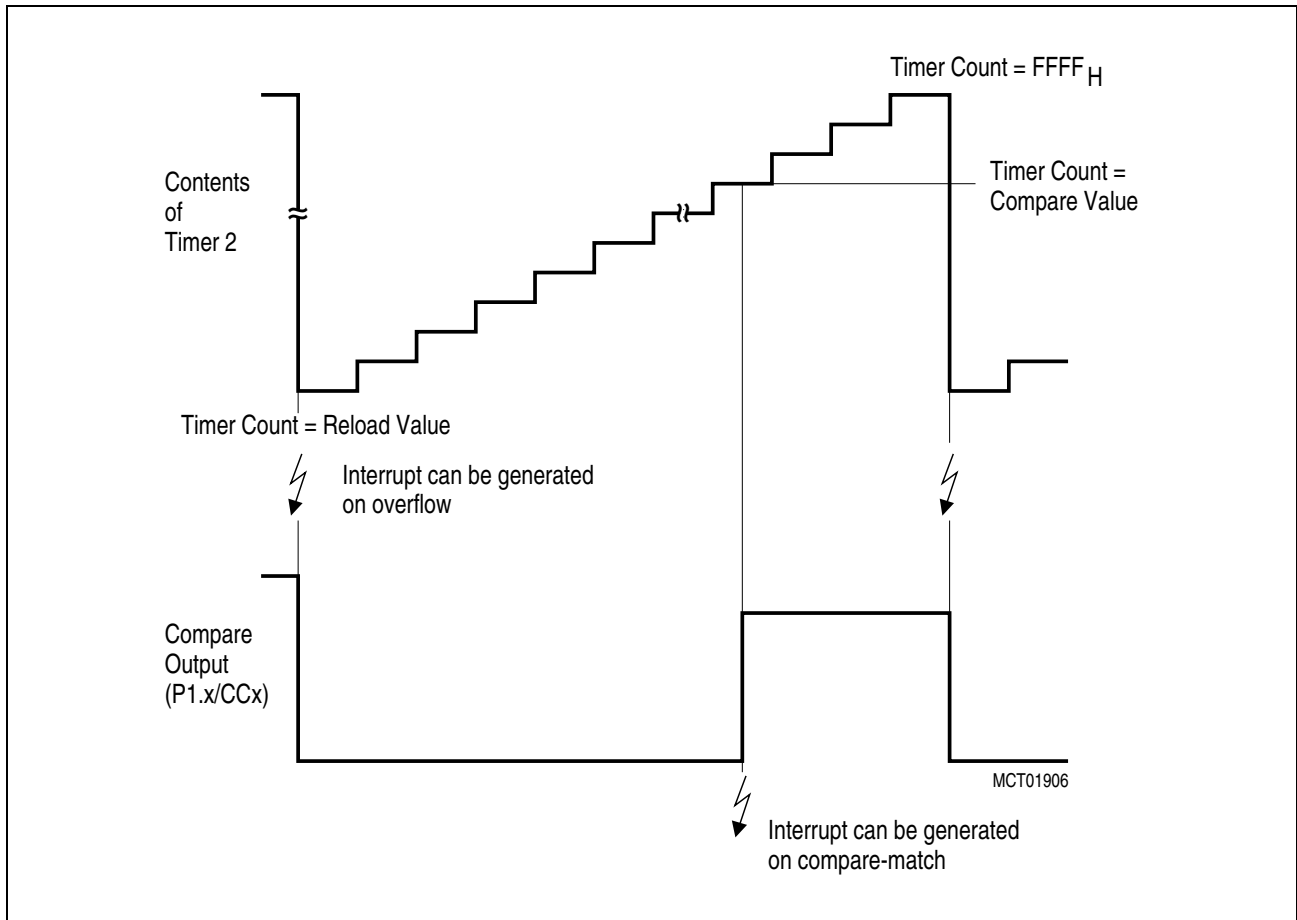 Timer Count = FFFF H
Contents
of
Timer 2
Timer Count =
Compare Value
Timer Count = Reload Value
Interrupt can be generated
on overflow
Compare
Output
(P1.x/CCx)
MCT01906
Interrupt can be generated
on compare-match